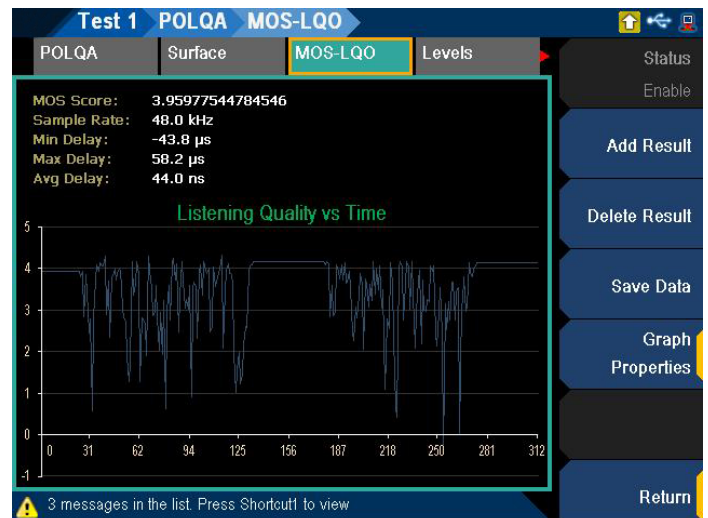 Test 1 POLQA MOS-LQO
POLQA Surface MOS-LQO Levels
Status
Enable
Add Result
Delete Result
Save Data
Graph
Properties
Return
MOS Score: 3.95977544784546
Sample Rate: 48.0 kHz
Min Delay: -43.8 µs
Max Delay: 58.2 µs
Avg Delay: 44.0 ns
Listening Quality vs Time
5
4
3
2
1
0
-1
0 31 62 94 125 156 187 218 250 281 312
3 messages in the list. Press Shortcut1 to view